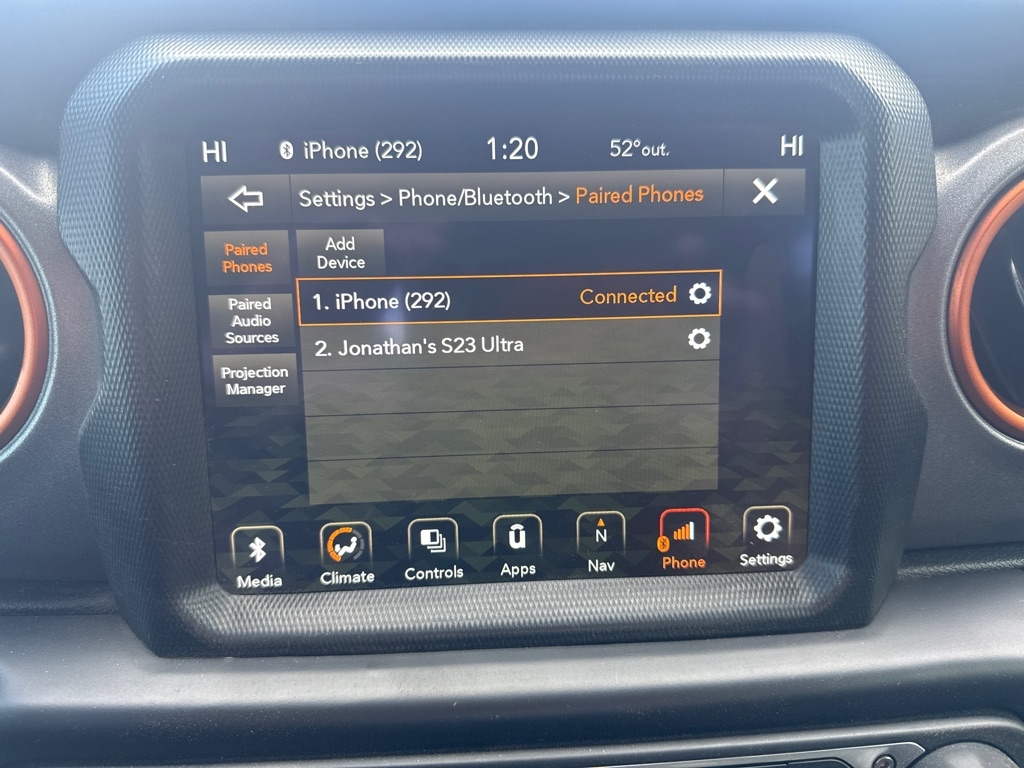 HI iPhone (292) 1:20 52°out. HI
Settings > Phone/Bluetooth > Paired Phones
Paired
Phones
Add
Device
1. iPhone (292) Connected
Paired
Audio
Sources
2. Jonathan's S23 Ultra
Projection
Manager
Media
Climate
Controls
u
Apps
N
Nav
Phone
Settings